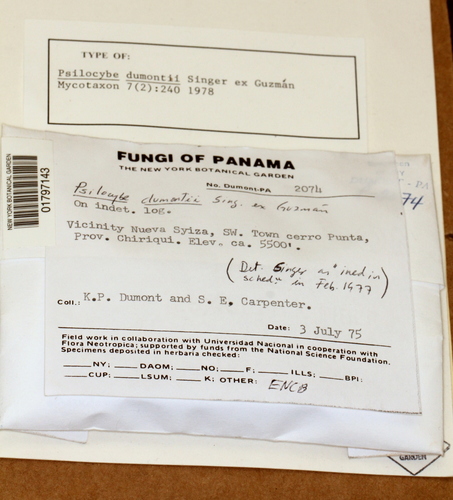 TYPE OF:
Psilocybe dumontii Singer ex Guzmán
Mycotaxon 7(2):240 1978
FUNGI OF PANAMA
THE NEW YORK BOTANICAL GARDEN
No. Dumont-PA 2074
Psilocybe dumontii Sing. ex Guzmán
On indet. log.
Vicinity Nueva Syiza, SW. Town cerro Punta,
Prov. Chiriqui. Elev. ca. 5500'.
(Det. Singer as "ined in
sched." in Feb. 1977)
Coll.: K.P. Dumont and S. E. Carpenter.
Date: 3 July 75
Field work in collaboration with Universidad Nacional in cooperation with
Flora Neotropica; supported by funds from the National Science Foundation.
Specimens deposited in herbaria checked:
____NY; ____DAOM; ____NO; ____F; ____ILLS; ____BPI;
____CUP; ____LSUM; ____K; OTHER: ENCB
NEW YORK BOTANICAL GARDEN
01797143
- PA
74
GARDEN